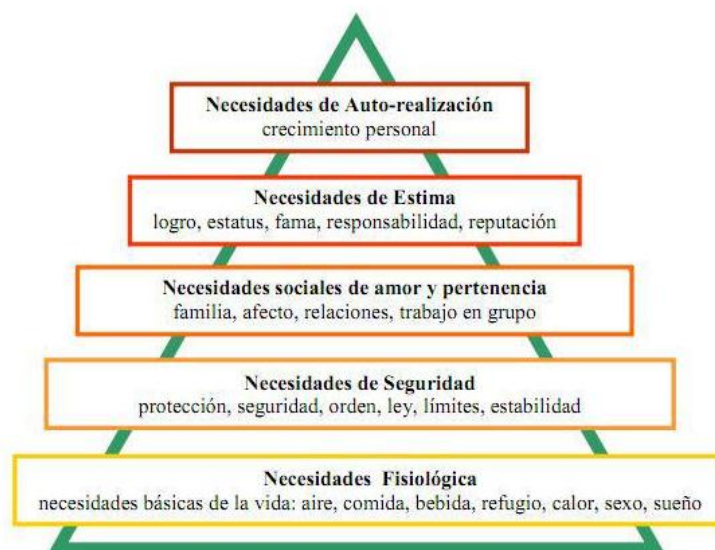 Necesidades de Auto-realización
crecimiento personal
Necesidades de Estima
logro, estatus, fama, responsabilidad, reputación
Necesidades sociales de amor y pertenencia
familia, afecto, relaciones, trabajo en grupo
Necesidades de Seguridad
protección, seguridad, orden, ley, límites, estabilidad
Necesidades Fisiológica
necesidades básicas de la vida: aire, comida, bebida, refugio, calor, sexo, sueño